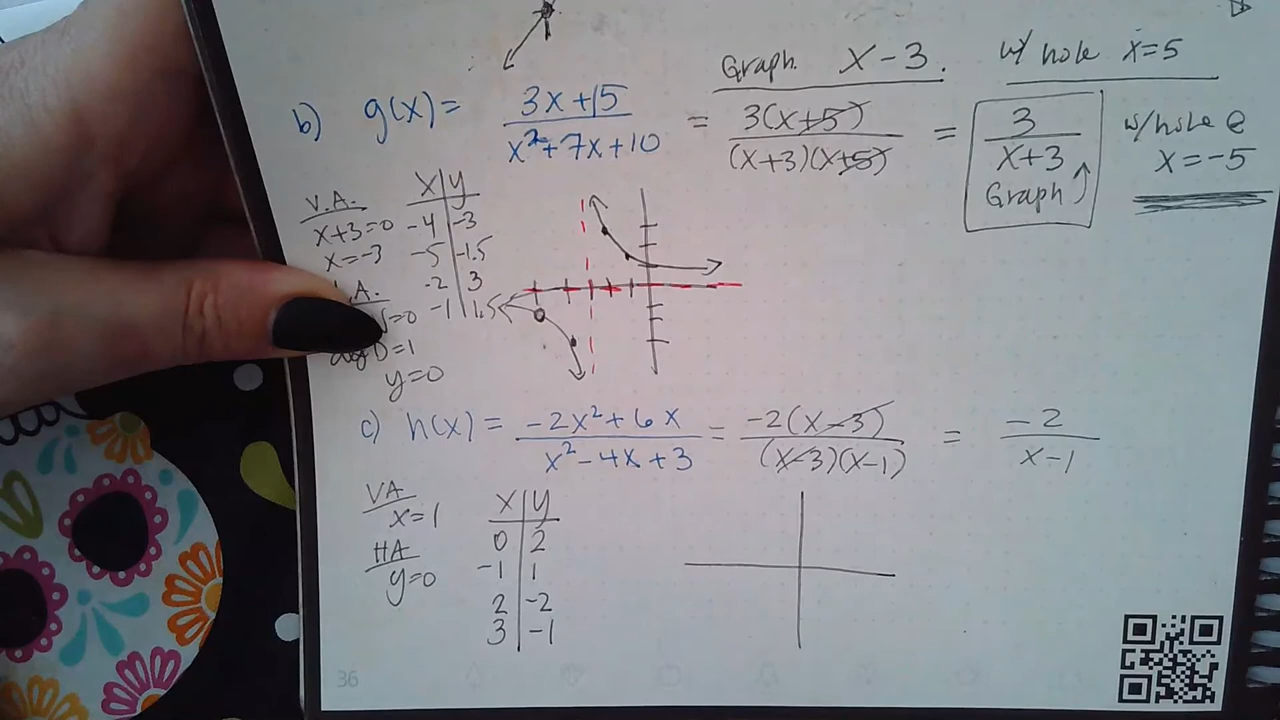 Graph. X-3. w/ hole x=5
b) g(x) = (3x+15)/(x²+7x+10) = 3(x+5)/((x+3)(x+5)) = 3/(x+3) w/hole @ x=-5
Graph ↑
V.A.
x+3=0
x=-3
A.
=0
D=1
y=0
X | Y
-4 | -3
-5 | -1.5
-2 | 3
-1 | 1.5
c) h(x) = (-2x²+6x)/(x²-4x+3) = -2(x-3)/((x-3)(x-1)) = -2/(x-1)
VA
x=1
HA
y=0
X | Y
0 | 2
-1 | 1
2 | -2
3 | -1
36